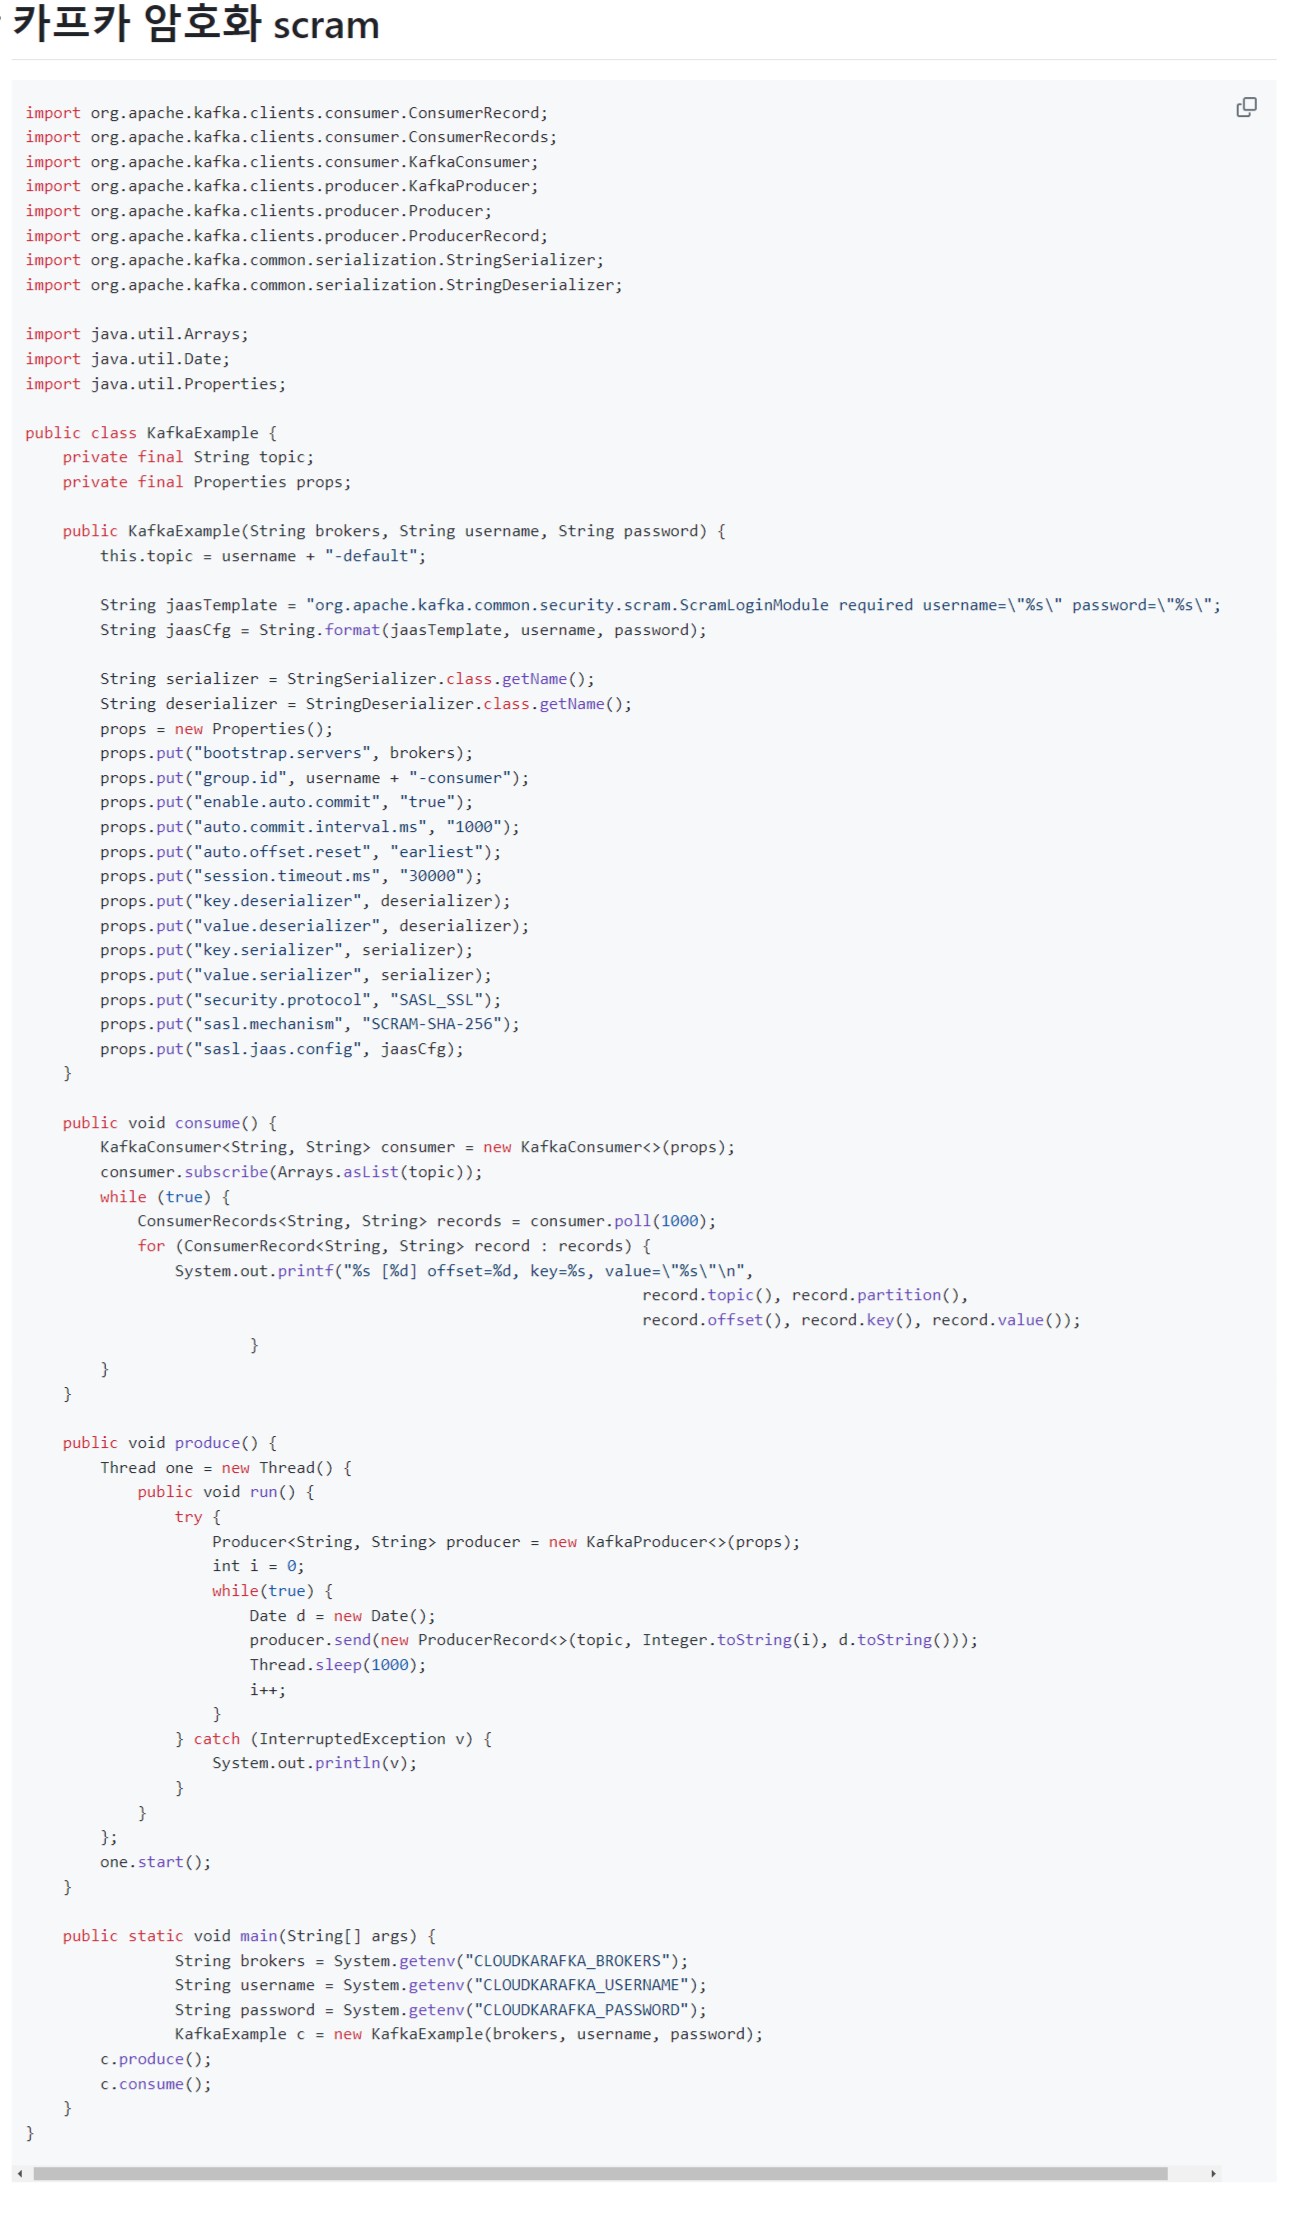 카프카 암호화 scram
import org.apache.kafka.clients.consumer.ConsumerRecord;
import org.apache.kafka.clients.consumer.ConsumerRecords;
import org.apache.kafka.clients.consumer.KafkaConsumer;
import org.apache.kafka.clients.producer.KafkaProducer;
import org.apache.kafka.clients.producer.Producer;
import org.apache.kafka.clients.producer.ProducerRecord;
import org.apache.kafka.common.serialization.StringSerializer;
import org.apache.kafka.common.serialization.StringDeserializer;

import java.util.Arrays;
import java.util.Date;
import java.util.Properties;

public class KafkaExample {
    private final String topic;
    private final Properties props;

    public KafkaExample(String brokers, String username, String password) {
        this.topic = username + "-default";

        String jaasTemplate = "org.apache.kafka.common.security.scram.ScramLoginModule required username=\"%s\" password=\"%s\";
        String jaasCfg = String.format(jaasTemplate, username, password);

        String serializer = StringSerializer.class.getName();
        String deserializer = StringDeserializer.class.getName();
        props = new Properties();
        props.put("bootstrap.servers", brokers);
        props.put("group.id", username + "-consumer");
        props.put("enable.auto.commit", "true");
        props.put("auto.commit.interval.ms", "1000");
        props.put("auto.offset.reset", "earliest");
        props.put("session.timeout.ms", "30000");
        props.put("key.deserializer", deserializer);
        props.put("value.deserializer", deserializer);
        props.put("key.serializer", serializer);
        props.put("value.serializer", serializer);
        props.put("security.protocol", "SASL_SSL");
        props.put("sasl.mechanism", "SCRAM-SHA-256");
        props.put("sasl.jaas.config", jaasCfg);
    }

    public void consume() {
        KafkaConsumer<String, String> consumer = new KafkaConsumer<>(props);
        consumer.subscribe(Arrays.asList(topic));
        while (true) {
            ConsumerRecords<String, String> records = consumer.poll(1000);
            for (ConsumerRecord<String, String> record : records) {
                System.out.printf("%s [%d] offset=%d, key=%s, value=\"%s\"\n",
                                                                  record.topic(), record.partition(),
                                                                  record.offset(), record.key(), record.value());
                        }
        }
    }

    public void produce() {
        Thread one = new Thread() {
            public void run() {
                try {
                    Producer<String, String> producer = new KafkaProducer<>(props);
                    int i = 0;
                    while(true) {
                        Date d = new Date();
                        producer.send(new ProducerRecord<>(topic, Integer.toString(i), d.toString()));
                        Thread.sleep(1000);
                        i++;
                    }
                } catch (InterruptedException v) {
                    System.out.println(v);
                }
            }
        };
        one.start();
    }

    public static void main(String[] args) {
                String brokers = System.getenv("CLOUDKARAFKA_BROKERS");
                String username = System.getenv("CLOUDKARAFKA_USERNAME");
                String password = System.getenv("CLOUDKARAFKA_PASSWORD");
                KafkaExample c = new KafkaExample(brokers, username, password);
        c.produce();
        c.consume();
    }
}